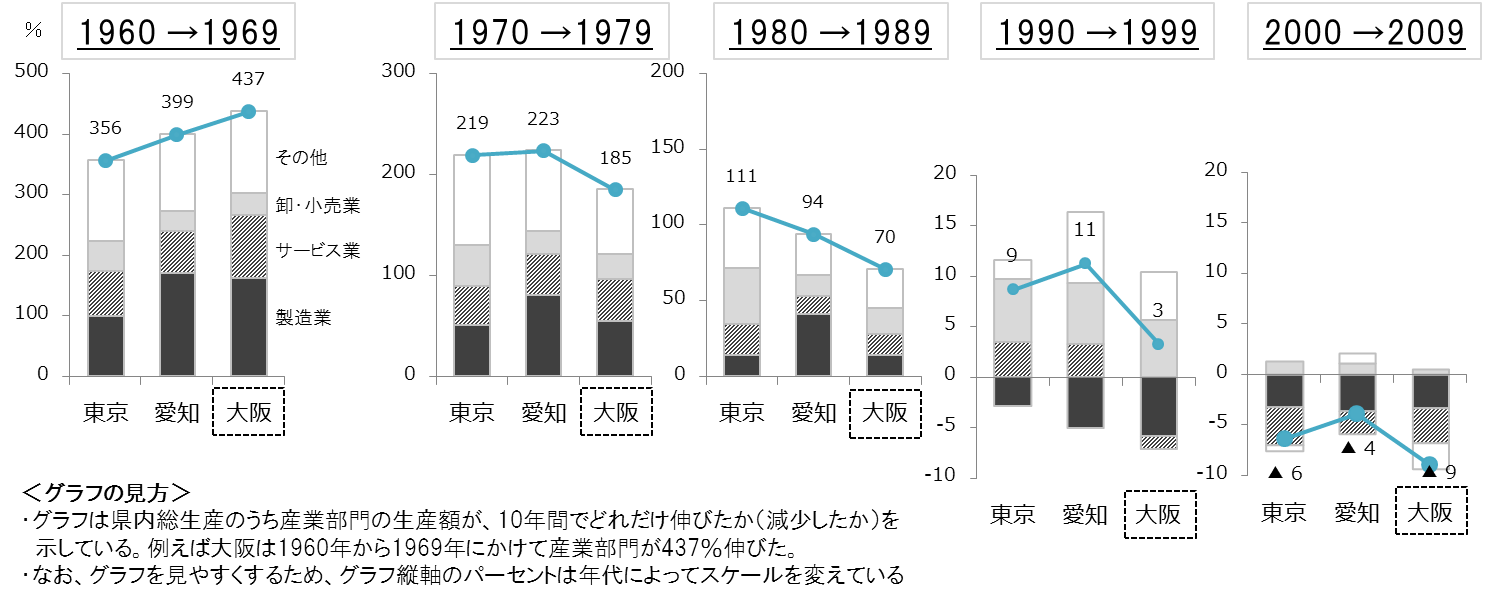 ％
1960 →1969
1970 →1979
1980 →1989
1990 →1999
2000 →2009
500
400
300
200
100
0
356
399
437
その他
卸・小売業
サービス業
製造業
東京
愛知
大阪
300
200
100
0
219
223
185
東京
愛知
大阪
200
150
100
50
0
111
94
70
東京
愛知
大阪
20
15
10
5
0
-5
-10
9
11
3
東京
愛知
大阪
20
15
10
5
0
-5
-10
▲ 6
▲ 4
▲ 9
東京
愛知
大阪
＜グラフの見方＞
・グラフは県内総生産のうち産業部門の生産額が、10年間でどれだけ伸びたか（減少したか）を
示している。例えば大阪は1960年から1969年にかけて産業部門が437％伸びた。
・なお、グラフを見やすくするため、グラフ縦軸のパーセントは年代によってスケールを変えている